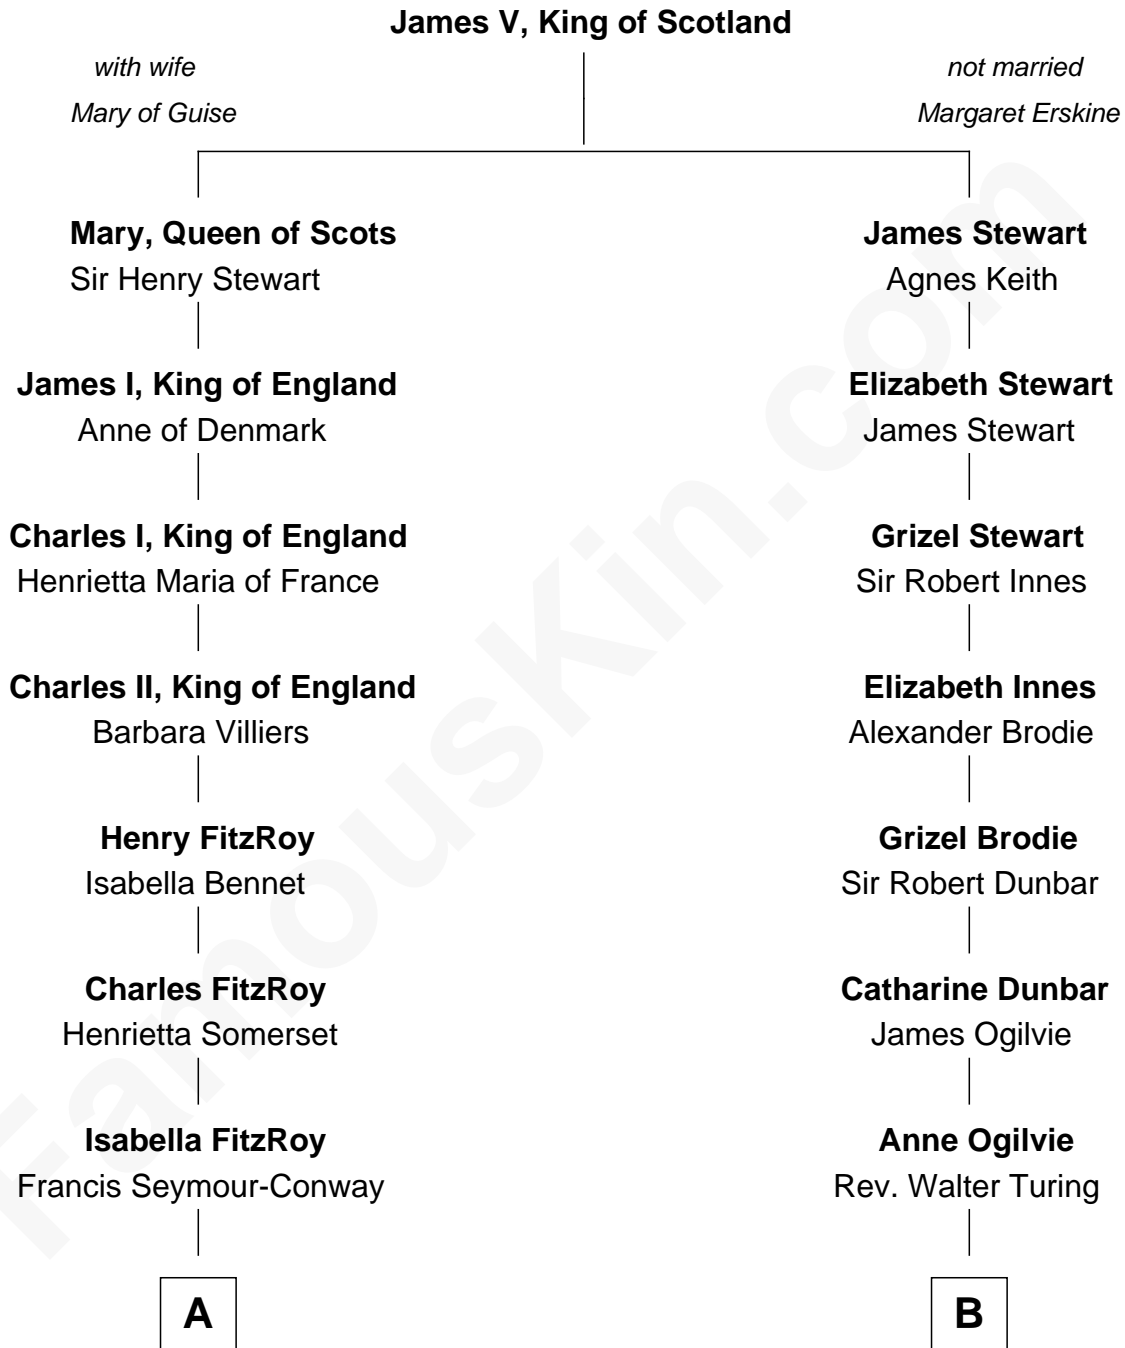 James V, King of Scotland
with wife
Mary of Guise
not married
Margaret Erskine
Mary, Queen of Scots
Sir Henry Stewart
James Stewart
Agnes Keith
James I, King of England
Anne of Denmark
Elizabeth Stewart
James Stewart
Charles I, King of England
Henrietta Maria of France
Grizel Stewart
Sir Robert Innes
Charles II, King of England
Barbara Villiers
Elizabeth Innes
Alexander Brodie
Henry FitzRoy
Isabella Bennet
Grizel Brodie
Sir Robert Dunbar
Charles FitzRoy
Henrietta Somerset
Catharine Dunbar
James Ogilvie
Isabella FitzRoy
Francis Seymour-Conway
Anne Ogilvie
Rev. Walter Turing
A
B
FamousKin.com